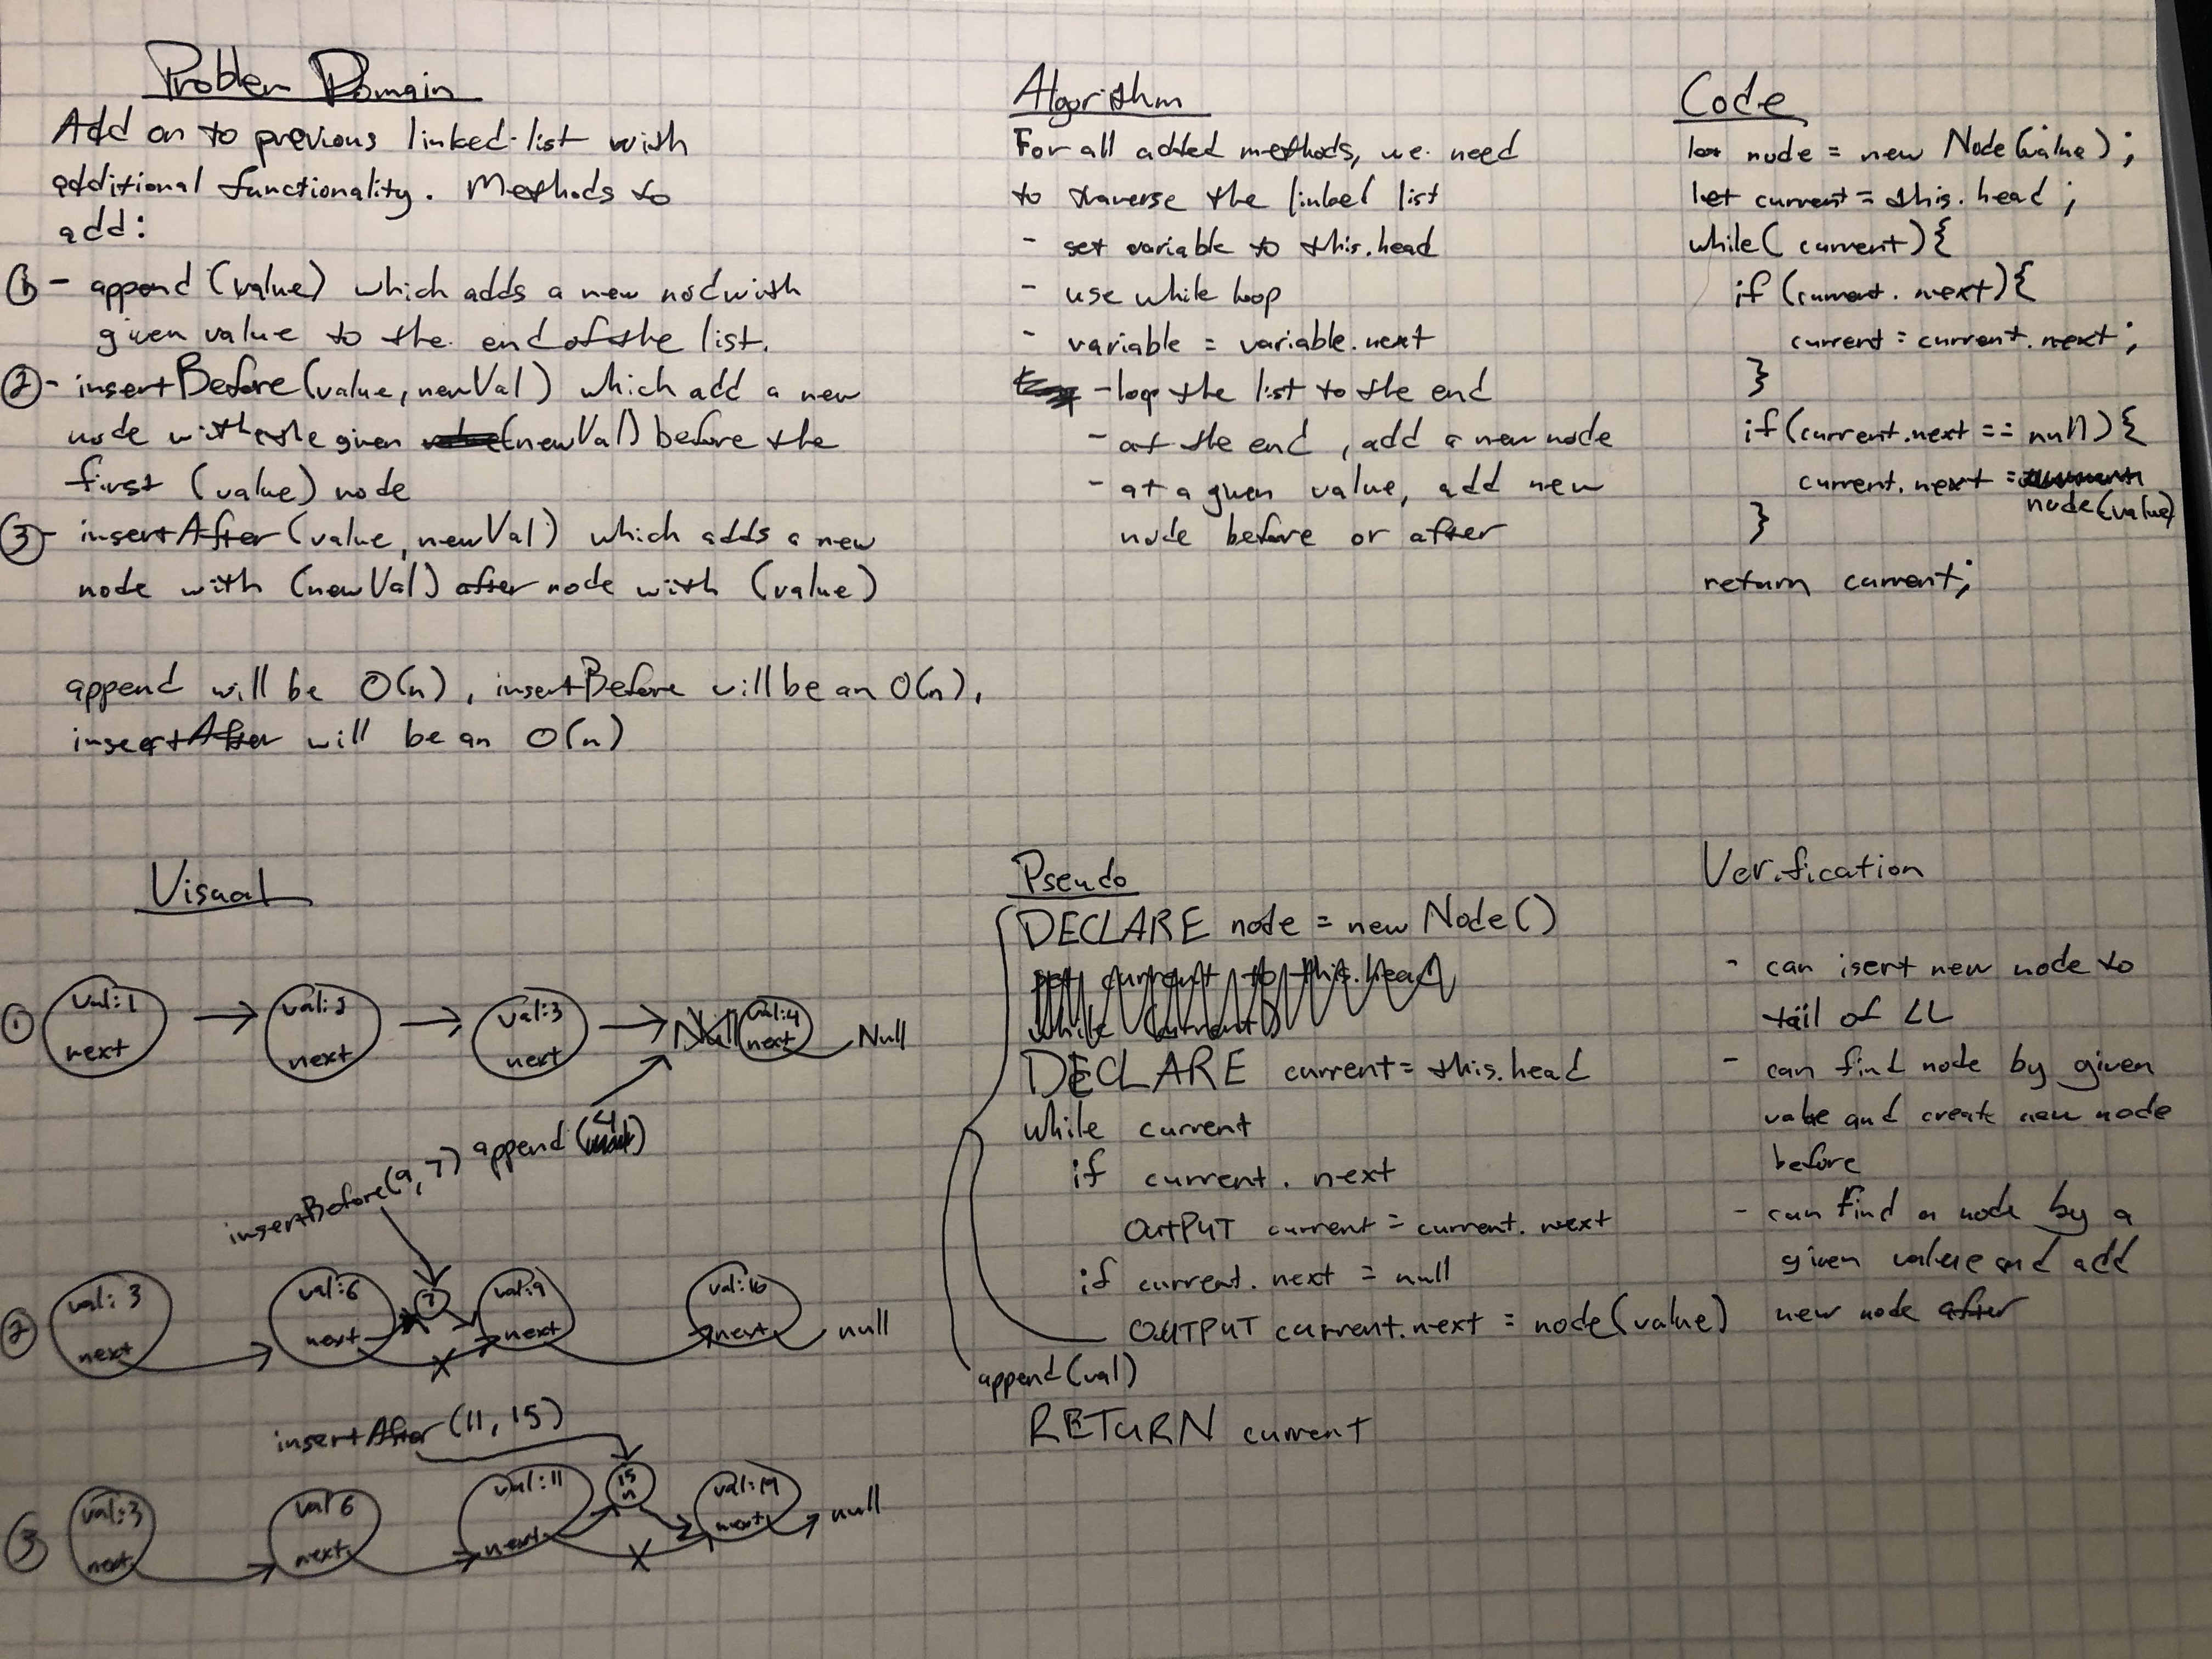 Problem Domain
Add on to previous linked-list with
additional functionality. Methods to
add:
① - append (value) which adds a new nod with
given value to the end of the list.
② - insertBefore (value, newVal) which add a new
node with the given (newVal) before the
first (value) node
③ - insertAfter (value, newVal) which adds a new
node with (newVal) after node with (value)
append will be O(n), insertBefore will be an O(n),
insertAfter will be an O(n)
Algorithm
For all added methods, we need
to traverse the linked list
- set variable to this.head
- use while loop
- variable = variable.next
- loop the list to the end
- at the end, add a new node
- at a given value, add new
node before or after
Code
let node = new Node(value);
let current = this.head;
while( current){
if (current.next){
current = current.next;
}
if(current.next == null){
current.next =
node(value)
}
return current;
Visual
① val:1 next
val:2 next
val:3 next
Null
val:4 next
Null
append(4)
insertBefore(9,7)
② val:3 next
val:6 next
7
val:9 next
val:10 next
null
insertAfter (11, 15)
③ val:3 next
val 6 next
val:11 next
15 n
val:19 next
null
Pseudo
DECLARE node = new Node()
set current to this.head
while current
DECLARE current = this.head
while current
if current.next
OUTPUT current = current.next
if current.next = null
OUTPUT current.next = node(value)
append(val)
RETURN current
Verification
- can isert new node to
tail of LL
- can find node by given
value and create new node
before
- can find a node by a
given value and add
new node after